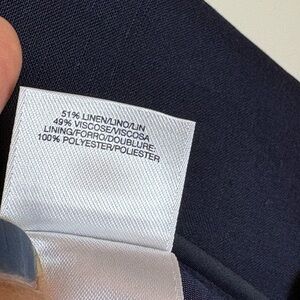 51% LINEN/LINO/LIN
49% VISCOSE/VISCOSA
LINING/FORRO/DOUBLURE:
100% POLYESTER/POLIESTER